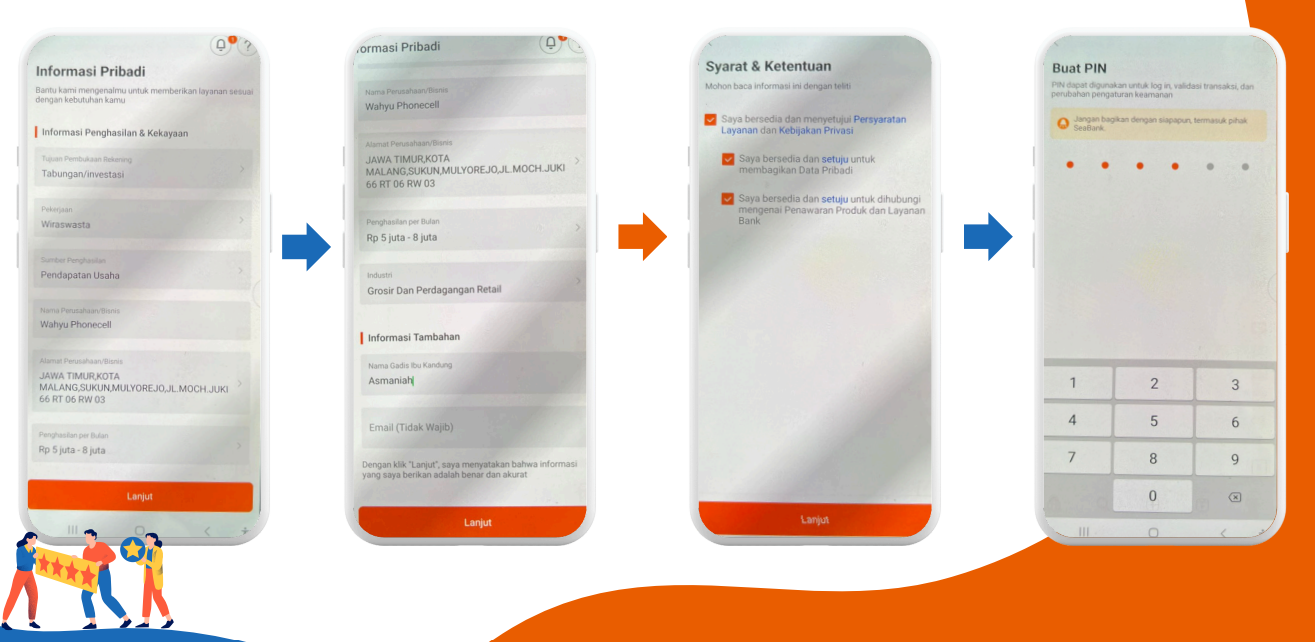 Informasi Pribadi
Bantu kami mengenalmu untuk memberikan layanan sesuai
dengan kebutuhan kamu
Informasi Penghasilan & Kekayaan
Tujuan Pembukaan Rekening
Tabungan/investasi
Pekerjaan
Wiraswasta
Sumber Penghasilan
Pendapatan Usaha
Nama Perusahaan/Bisnis
Wahyu Phonecell
Alamat Perusahaan/Bisnis
JAWA TIMUR,KOTA
MALANG,SUKUN,MULYOREJO,JL.MOCH.JUKI
66 RT 06 RW 03
Penghasilan per Bulan
Rp 5 juta - 8 juta
Lanjut
ormasi Pribadi
Nama Perusahaan/Bisnis
Wahyu Phonecell
Alamat Perusahaan/Bisnis
JAWA TIMUR,KOTA
MALANG,SUKUN,MULYOREJO,JL.MOCH.JUKI
66 RT 06 RW 03
Penghasilan per Bulan
Rp 5 juta - 8 juta
Industri
Grosir Dan Perdagangan Retail
Informasi Tambahan
Nama Gadis Ibu Kandung
Asmaniah
Email (Tidak Wajib)
Dengan klik "Lanjut", saya menyatakan bahwa informasi
yang saya berikan adalah benar dan akurat
Lanjut
Syarat & Ketentuan
Mohon baca informasi ini dengan teliti
Saya bersedia dan menyetujui Persyaratan
Layanan dan Kebijakan Privasi
Saya bersedia dan setuju untuk
membagikan Data Pribadi
Saya bersedia dan setuju untuk dihubungi
mengenai Penawaran Produk dan Layanan
Bank
Lanjut
Buat PIN
PIN dapat digunakan untuk log in, validasi transaksi, dan
perubahan pengaturan keamanan
Jangan bagikan dengan siapapun, termasuk pihak
SeaBank.
1 2 3
4 5 6
7 8 9
0